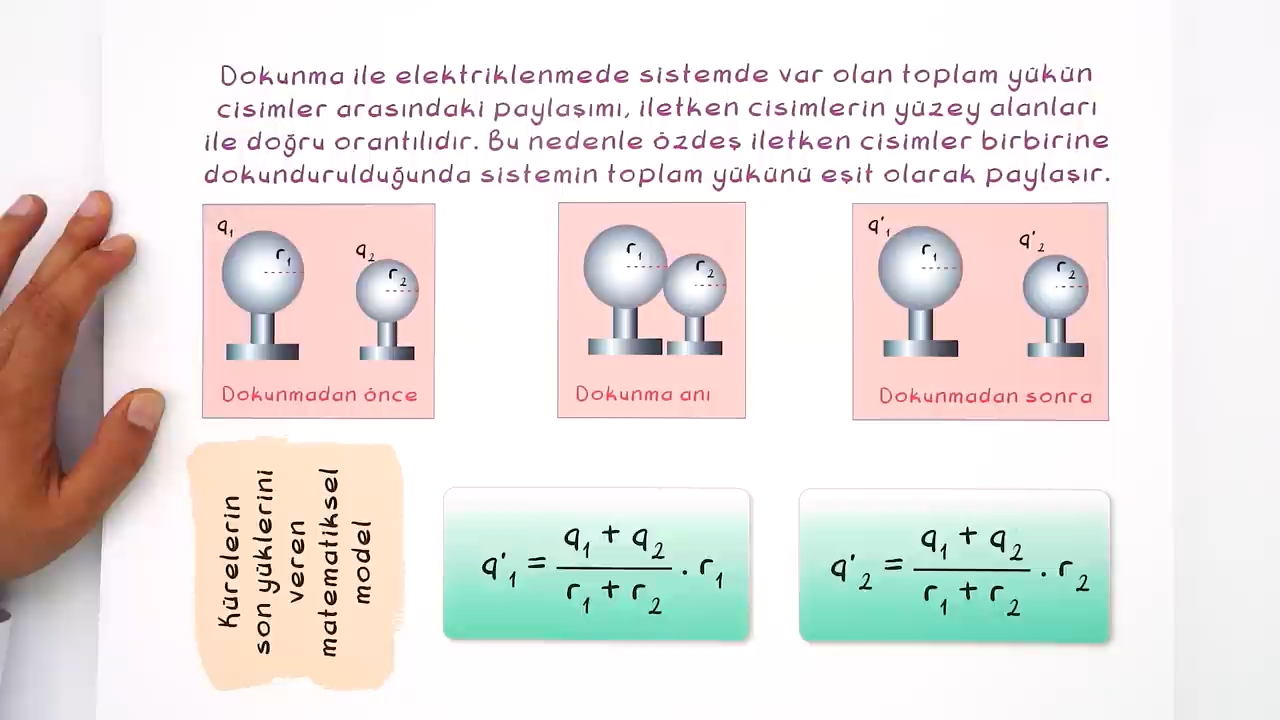 Dokunma ile elektriklenmede sistemde var olan toplam yükün
cisimler arasındaki paylaşımı, iletken cisimlerin yüzey alanları
ile doğru orantılıdır. Bu nedenle özdeş iletken cisimler birbirine
dokundurulduğunda sistemin toplam yükünü eşit olarak paylaşır.
q₁
r₁
q₂
r₂
Dokunmadan önce
r₁
r₂
Dokunma anı
q'₁
r₁
q'₂
r₂
Dokunmadan sonra
Kürelerin
son yüklerini
veren
matematiksel
model
q'₁ = (q₁ + q₂) / (r₁ + r₂) . r₁
q'₂ = (q₁ + q₂) / (r₁ + r₂) . r₂